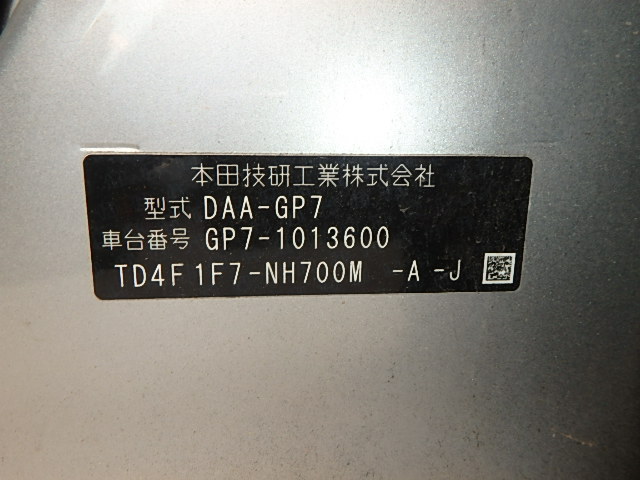 本田技研工業株式会社
型式 DAA-GP7
車台番号 GP7-1013600
TD4F1F7-NH700M -A-J